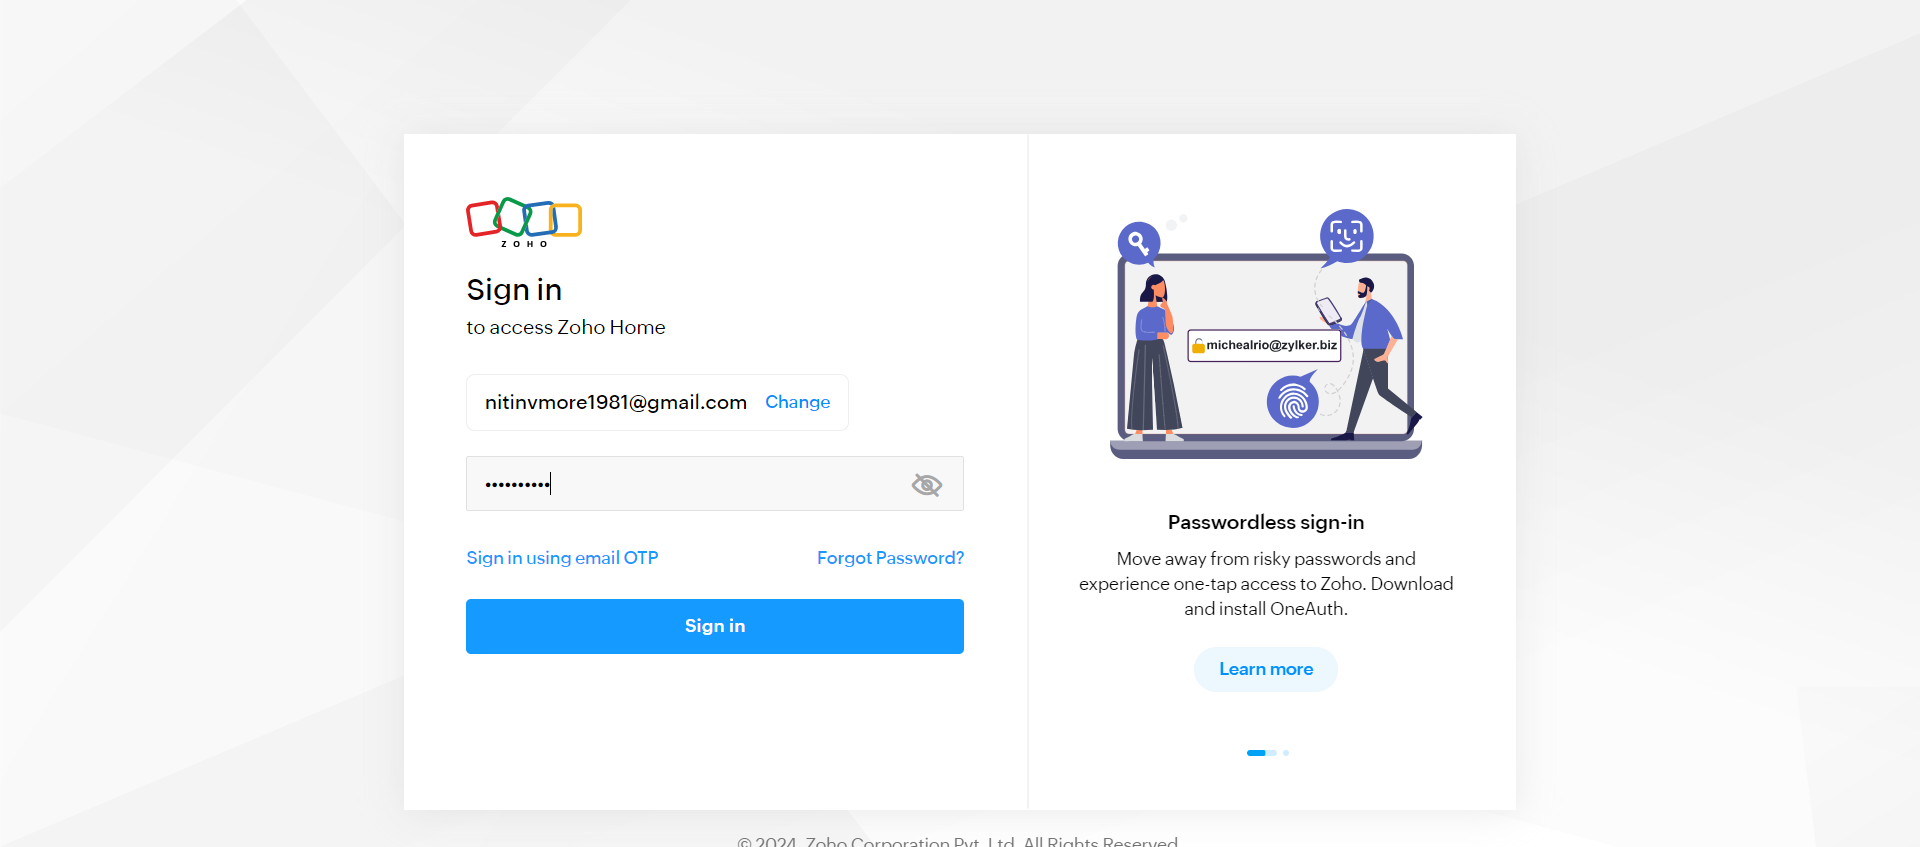 ZOHO
Sign in
to access Zoho Home
nitinvmore1981@gmail.com Change
••••••••••
Sign in using email OTP Forgot Password?
Sign in
michealrio@zylker.biz
Passwordless sign-in
Move away from risky passwords and
experience one-tap access to Zoho. Download
and install OneAuth.
Learn more
© 2024, Zoho Corporation Pvt. Ltd. All Rights Reserved.